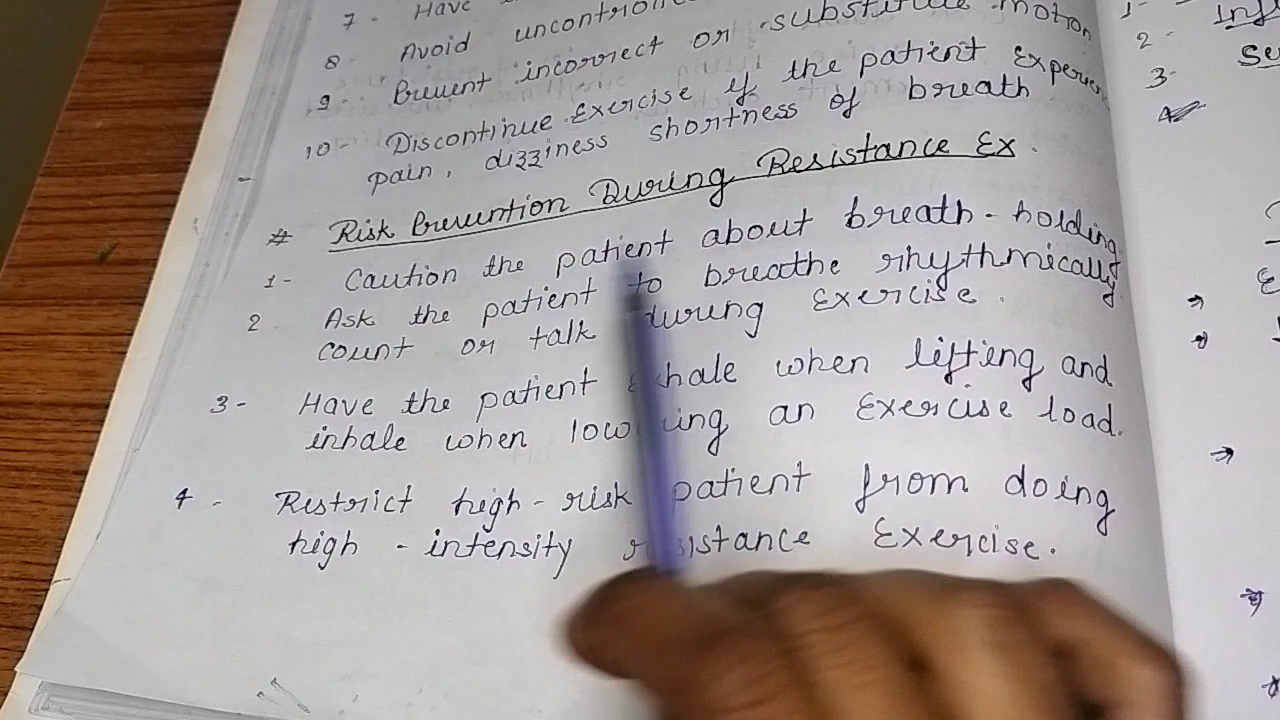 7 - Have
8 - Avoid
9 - Prevent incorrect or substitute motion
10 - Discontinue Exercise if the patient
pain, dizziness shortness of breath
# Risk Prevention During Resistance Ex.
1 - Caution the patient about breath-holding
2 Ask the patient to breathe rhythmically
count or talk during Exercise.
3 - Have the patient exhale when lifting and
inhale when lowering an Exercise load.
4 - Restrict high-risk patient from doing
high-intensity resistance Exercise.
1-
2-
3-